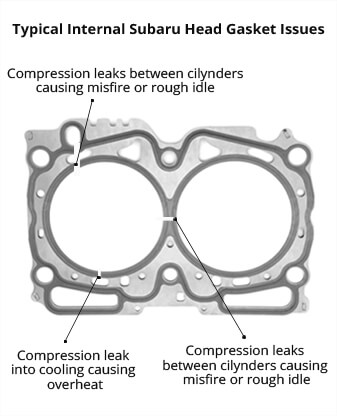 Typical Internal Subaru Head Gasket Issues
Compression leaks between cilynders
causing misfire or rough idle
Compression leak
into cooling causing
overheat
Compression leaks
between cilynders causing
misfire or rough idle